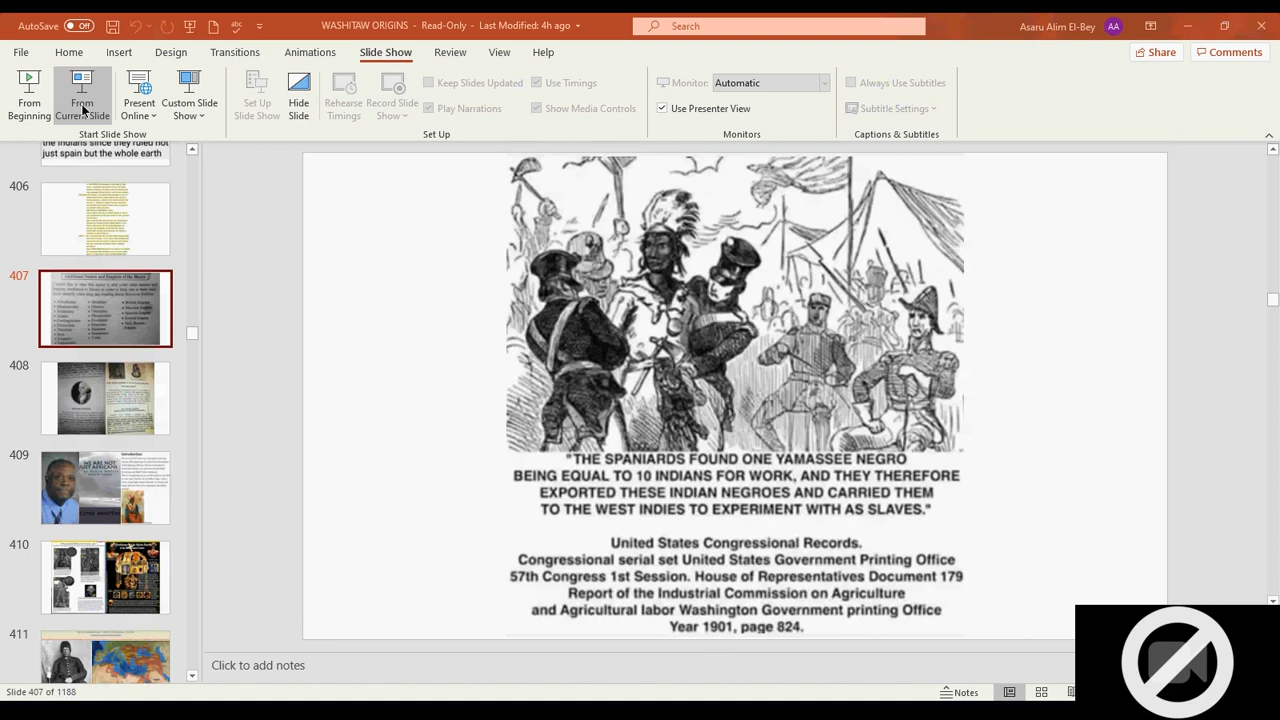 AutoSave Off WASHITAW ORIGINS - Read-Only - Last Modified: 4h ago Search Asaru Alim El-Bey AA
File Home Insert Design Transitions Animations Slide Show Review View Help Share Comments
From Beginning
From Current Slide
Present Online
Custom Slide Show
Start Slide Show
Set Up Slide Show
Hide Slide
Rehearse Timings
Record Slide Show
Keep Slides Updated
Play Narrations
Use Timings
Show Media Controls
Set Up
Monitor: Automatic
Use Presenter View
Monitors
Always Use Subtitles
Subtitle Settings
Captions & Subtitles
the Indians since they ruled not
just spain but the whole earth
406
407
408
409
WE ARE NOT
JUST AFRICANS
410
411
"THE SPANIARDS FOUND ONE YAMASSEE NEGRO
BEING EQUAL TO 10 INDIANS FOR WORK, AND THEY THEREFORE
EXPORTED THESE INDIAN NEGROES AND CARRIED THEM
TO THE WEST INDIES TO EXPERIMENT WITH AS SLAVES."
United States Congressional Records.
Congressional serial set United States Government Printing Office
57th Congress 1st Session. House of Representatives Document 179
Report of the Industrial Commission on Agriculture
and Agricultural labor Washington Government printing Office
Year 1901, page 824.
Click to add notes
Slide 407 of 1188
Notes